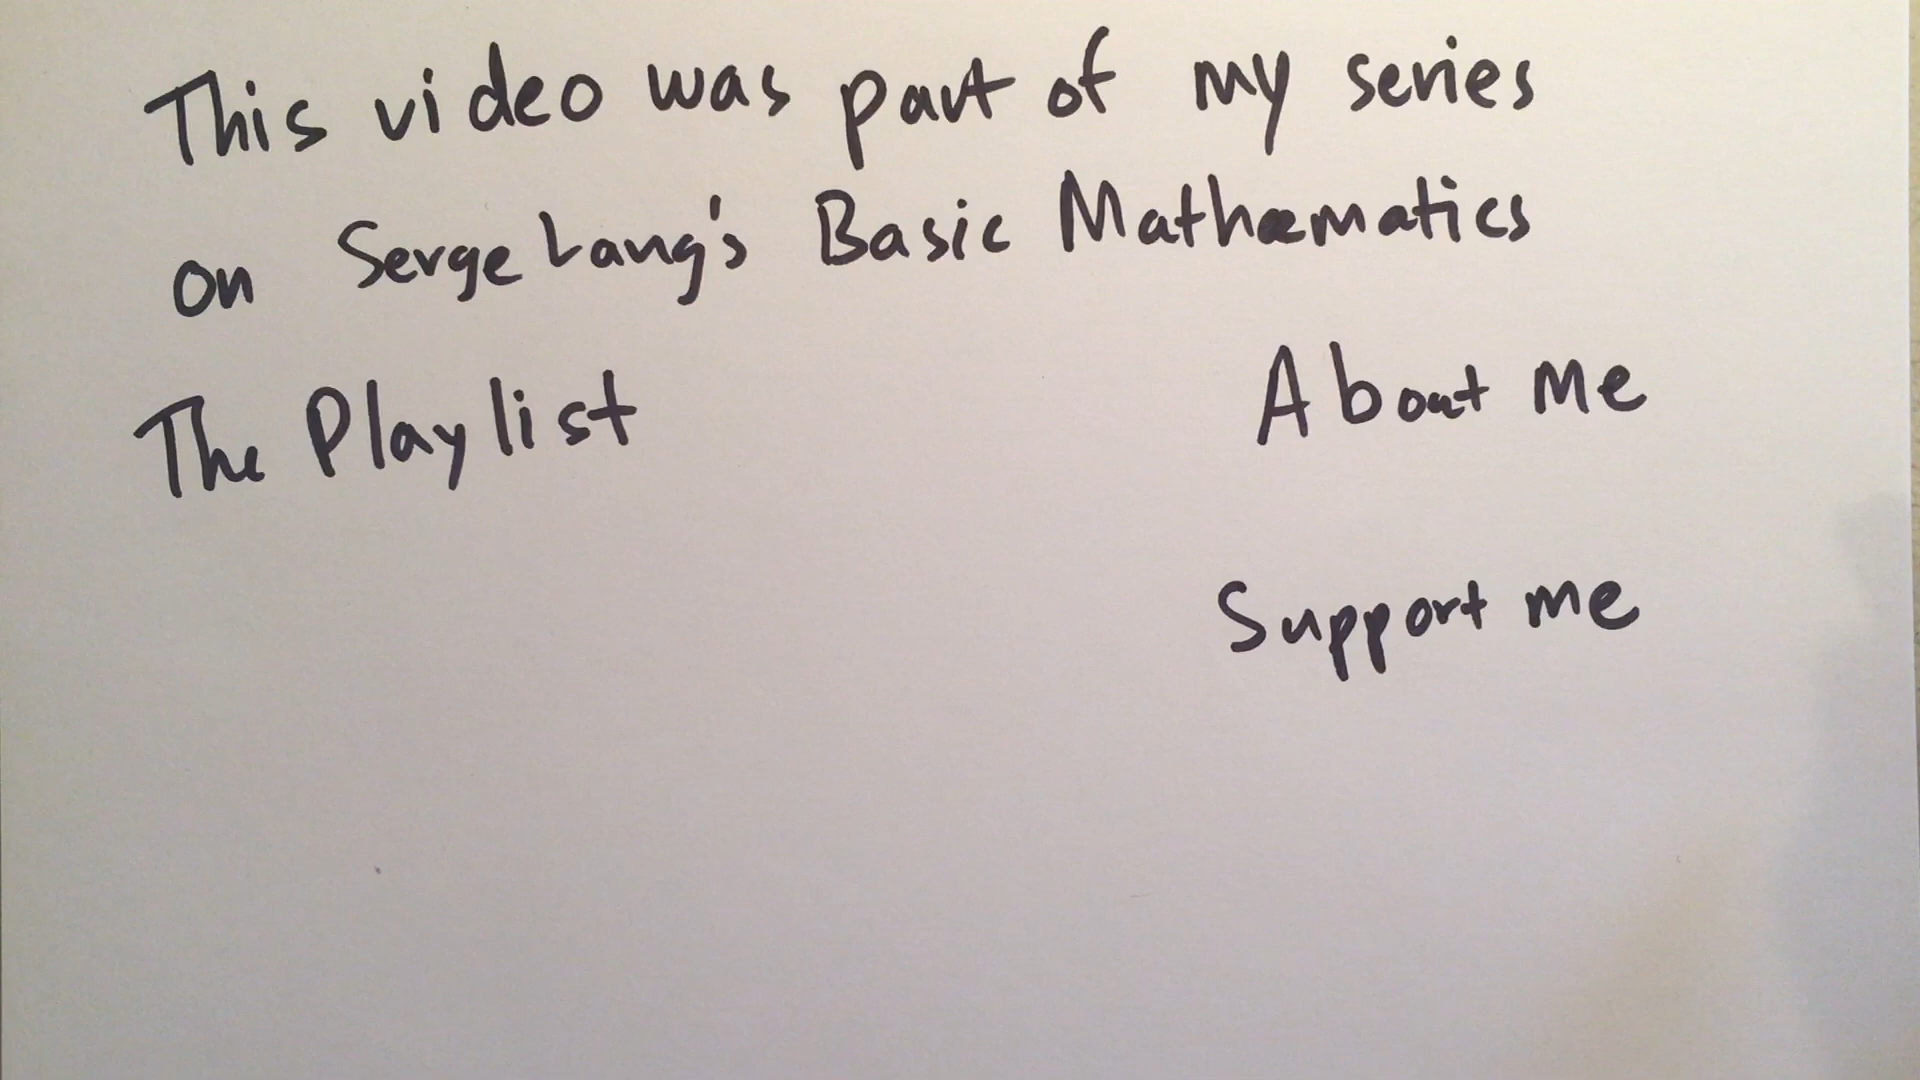 This video was part of my series
on Serge Lang's Basic Mathematics
The Playlist
About Me
Support me